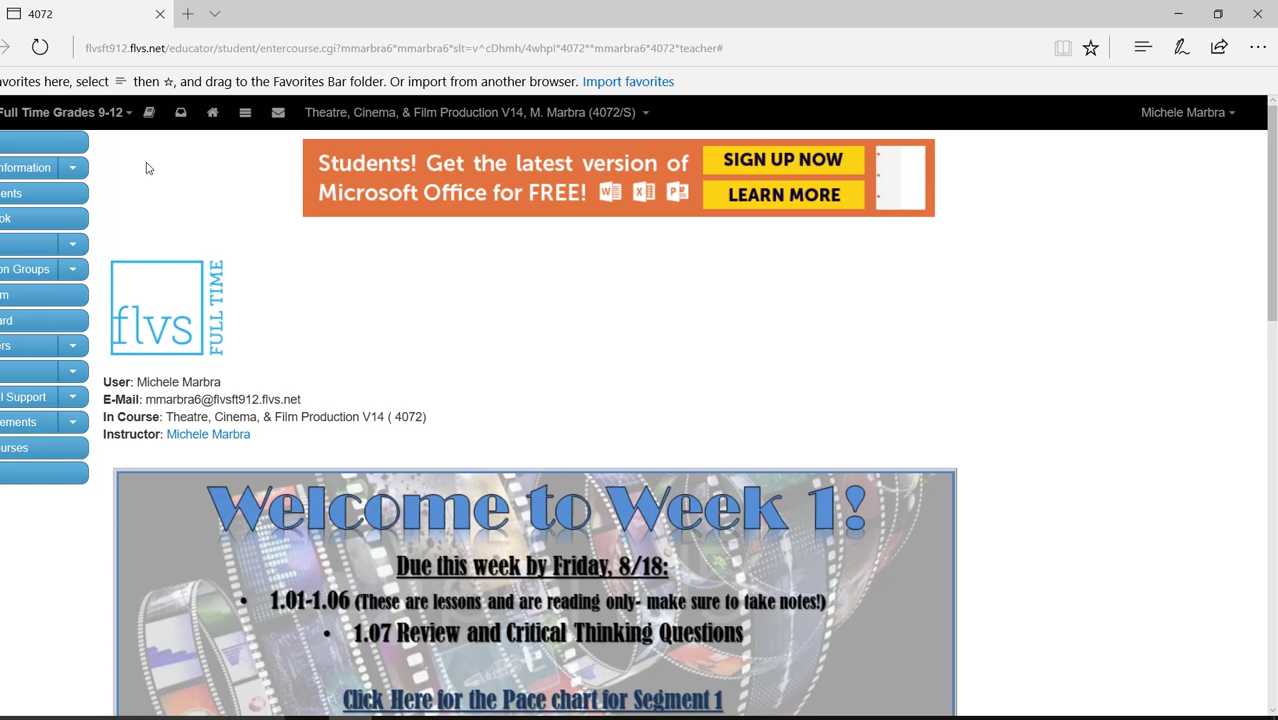 4072
flvsft912.flvs.net/educator/student/entercourse.cgi?mmarbra6*mmarbra6*slt=v^cDhmh/4whpI*4072**mmarbra6*4072*teacher#
avorites here, select then ☆, and drag to the Favorites Bar folder. Or import from another browser. Import favorites
Full Time Grades 9-12 Theatre, Cinema, & Film Production V14, M. Marbra (4072/S) Michele Marbra
Students! Get the latest version of
Microsoft Office for FREE!
SIGN UP NOW
LEARN MORE
nformation
ents
ok
on Groups
m
ard
ers
l Support
ements
urses
flvs
FULL TIME
User: Michele Marbra
E-Mail: mmarbra6@flvsft912.flvs.net
In Course: Theatre, Cinema, & Film Production V14 ( 4072)
Instructor: Michele Marbra
Welcome to Week 1!
Due this week by Friday, 8/18:
• 1.01-1.06 (These are lessons and are reading only- make sure to take notes!)
• 1.07 Review and Critical Thinking Questions
Click Here for the Pace chart for Segment 1